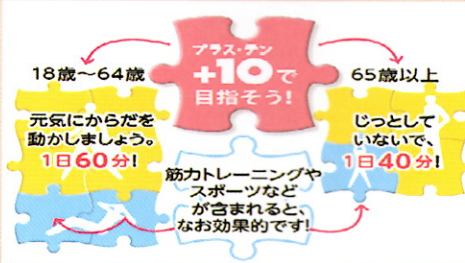 プラス・テン
+10で
目指そう!
18歳～64歳
元気にからだを
動かしましょう。
1日60分!
65歳以上
じっとして
いないで、
1日40分!
筋力トレーニングや
スポーツなど
が含まれると、
なお効果的です!